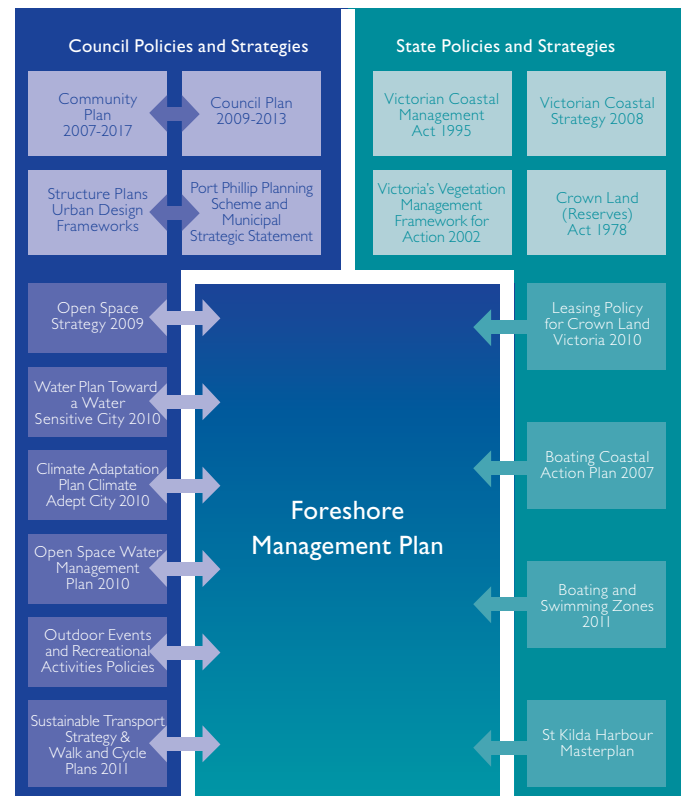 Council Policies and Strategies
Community
Plan
2007-2017
Council Plan
2009-2013
Structure Plans
Urban Design
Frameworks
Port Phillip Planning
Scheme and
Municipal
Strategic Statement
Open Space
Strategy 2009
Water Plan Toward
a Water
Sensitive City 2010
Climate Adaptation
Plan Climate
Adept City 2010
Open Space Water
Management
Plan 2010
Outdoor Events
and Recreational
Activities Policies
Sustainable Transport
Strategy &
Walk and Cycle
Plans 2011
Foreshore
Management Plan
State Policies and Strategies
Victorian Coastal
Management
Act 1995
Victorian Coastal
Strategy 2008
Victoria's Vegetation
Management
Framework for
Action 2002
Crown Land
(Reserves)
Act 1978
Leasing Policy
for Crown Land
Victoria 2010
Boating Coastal
Action Plan 2007
Boating and
Swimming Zones
2011
St Kilda Harbour
Masterplan